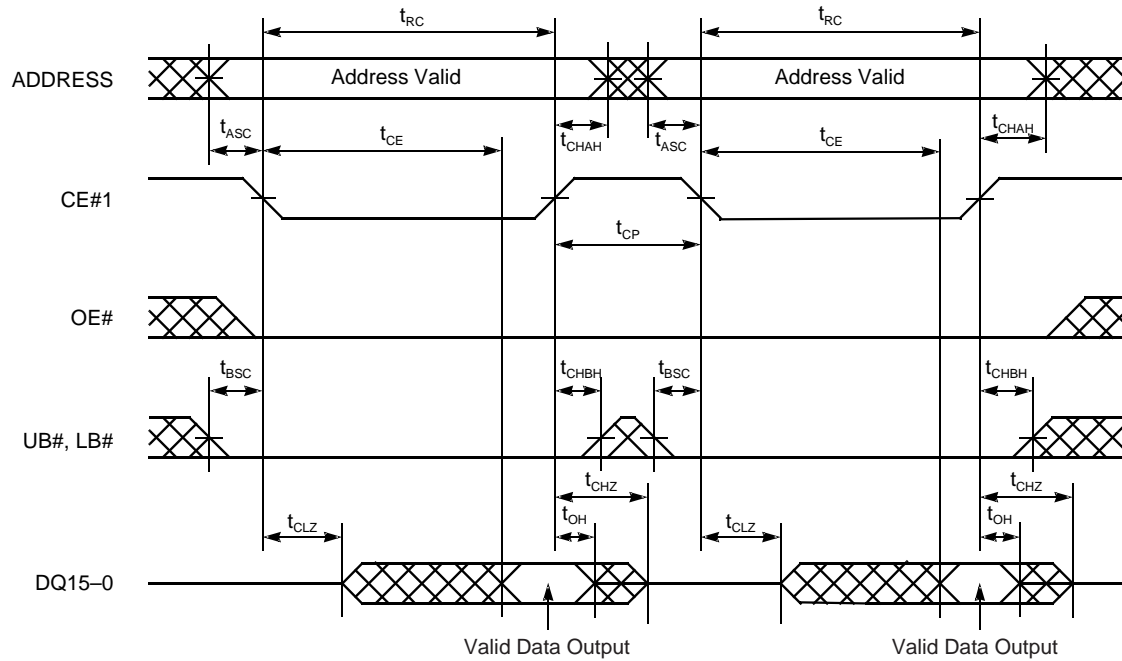 tRC tRC
ADDRESS Address Valid Address Valid
tASC tCE tCHAH tASC tCE tCHAH
CE#1
tCP
OE#
tBSC tCHBH tBSC tCHBH
UB#, LB#
tCHZ tCHZ
tCLZ tOH tCLZ tOH
DQ15–0
Valid Data Output Valid Data Output